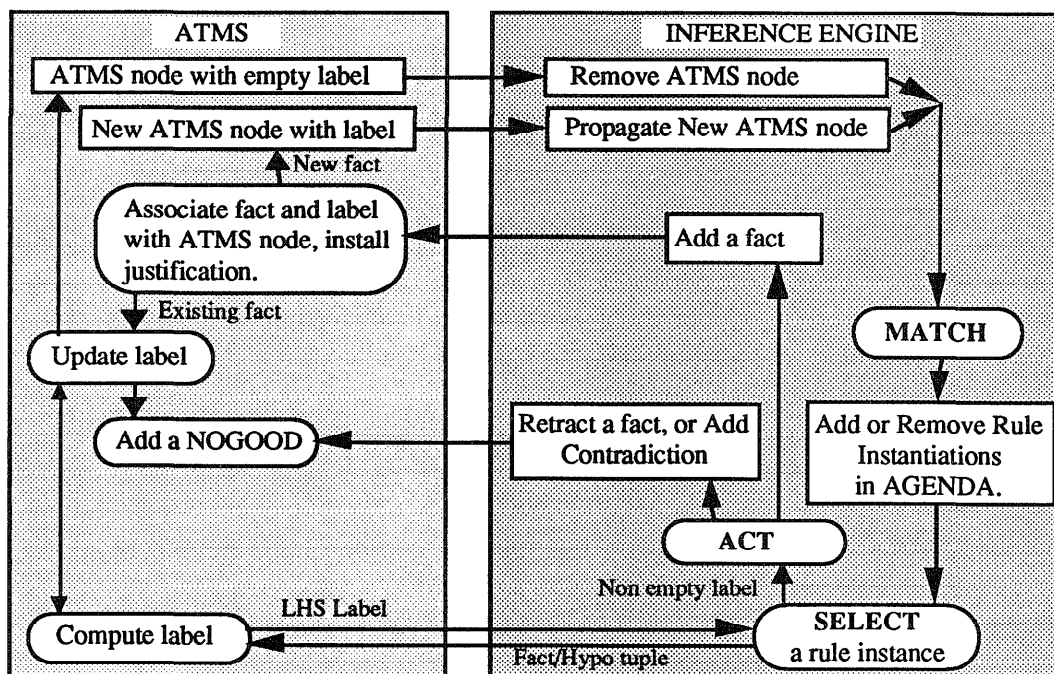 ATMS
ATMS node with empty label
New ATMS node with label
New fact
Associate fact and label
with ATMS node, install
justification.
Existing fact
Update label
Add a NOGOOD
Compute label
LHS Label
Fact/Hypo tuple
INFERENCE ENGINE
Remove ATMS node
Propagate New ATMS node
Add a fact
MATCH
Retract a fact, or Add
Contradiction
Add or Remove Rule
Instantiations
in AGENDA.
ACT
Non empty label
SELECT
a rule instance